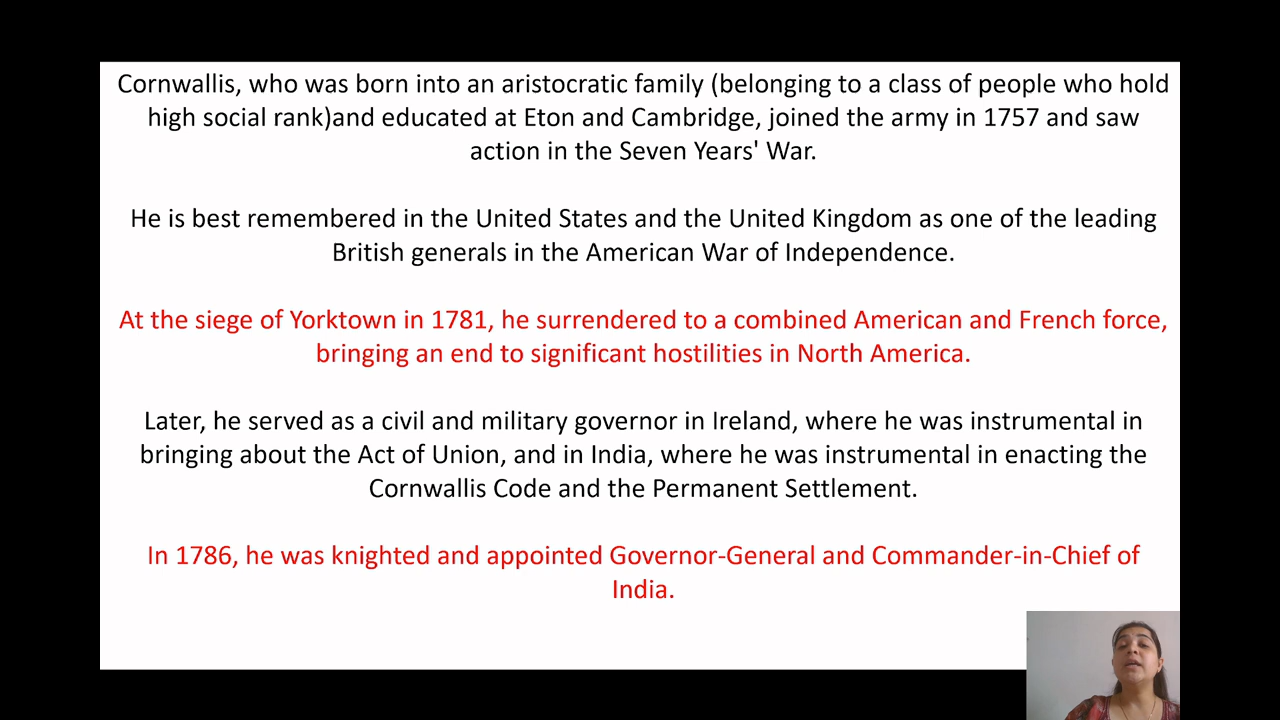 Cornwallis, who was born into an aristocratic family (belonging to a class of people who hold
high social rank)and educated at Eton and Cambridge, joined the army in 1757 and saw
action in the Seven Years' War.
He is best remembered in the United States and the United Kingdom as one of the leading
British generals in the American War of Independence.
At the siege of Yorktown in 1781, he surrendered to a combined American and French force,
bringing an end to significant hostilities in North America.
Later, he served as a civil and military governor in Ireland, where he was instrumental in
bringing about the Act of Union, and in India, where he was instrumental in enacting the
Cornwallis Code and the Permanent Settlement.
In 1786, he was knighted and appointed Governor-General and Commander-in-Chief of
India.